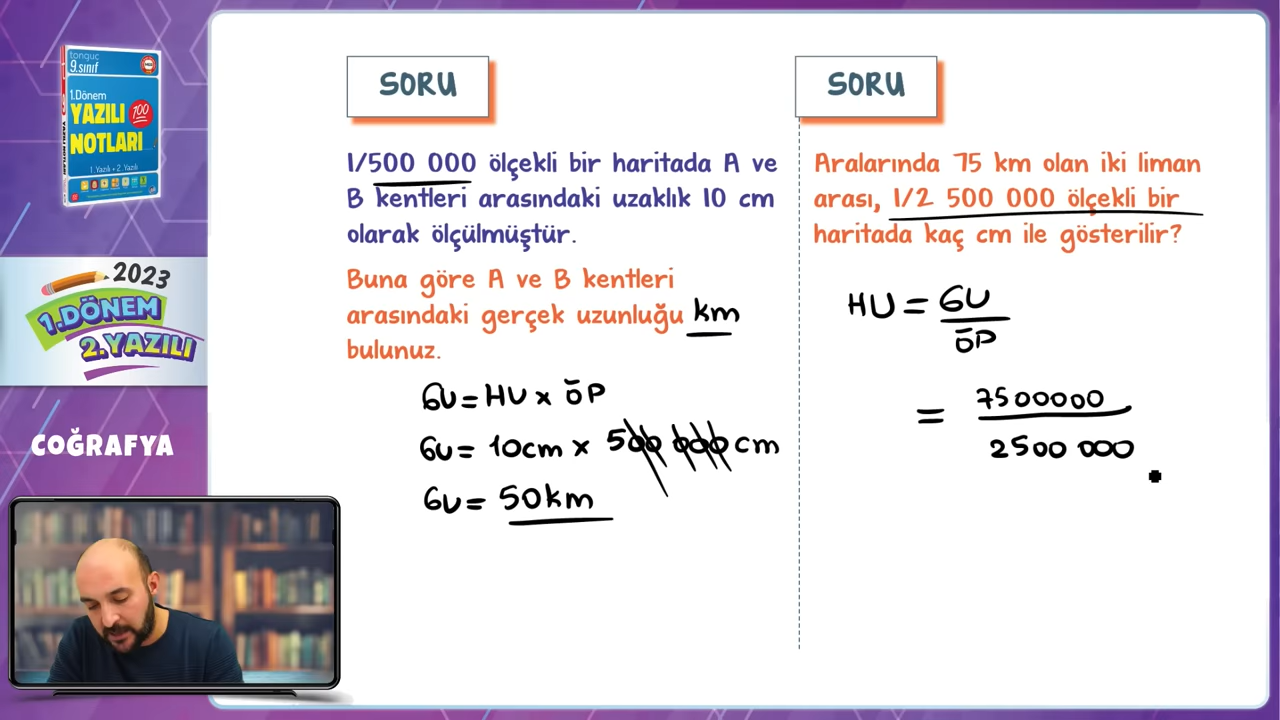 tonguç
9.sınıf
1.Dönem
YAZILI
100
NOTLARI
1.Yazılı • 2.Yazılı
YAZILI NOTLARI
2023
1.DÖNEM
2.YAZILI
COĞRAFYA
SORU
1/500 000 ölçekli bir haritada A ve
B kentleri arasındaki uzaklık 10 cm
olarak ölçülmüştür.
Buna göre A ve B kentleri
arasındaki gerçek uzunluğu km
bulunuz.
GU = HU x ÖP
GU = 10cm x 500 000 cm
GU = 50km
SORU
Aralarında 75 km olan iki liman
arası, 1/2 500 000 ölçekli bir
haritada kaç cm ile gösterilir?
HU = GU
ÖP
= 7500000
2500 000